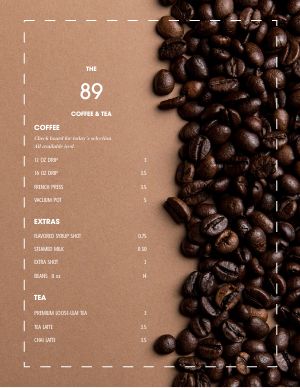 THE
89
COFFEE & TEA
COFFEE
Check board for today's selection.
All available iced.
12 OZ DRIP 3
16 OZ DRIP 3.5
FRENCH PRESS 3.5
VACUUM POT 5
EXTRAS
FLAVORED SYRUP SHOT 0.75
STEAMED MILK 0.50
EXTRA SHOT 1
BEANS 8 oz 14
TEA
PREMIUM LOOSE-LEAF TEA 3
TEA LATTE 3.5
CHAI LATTE 3.5